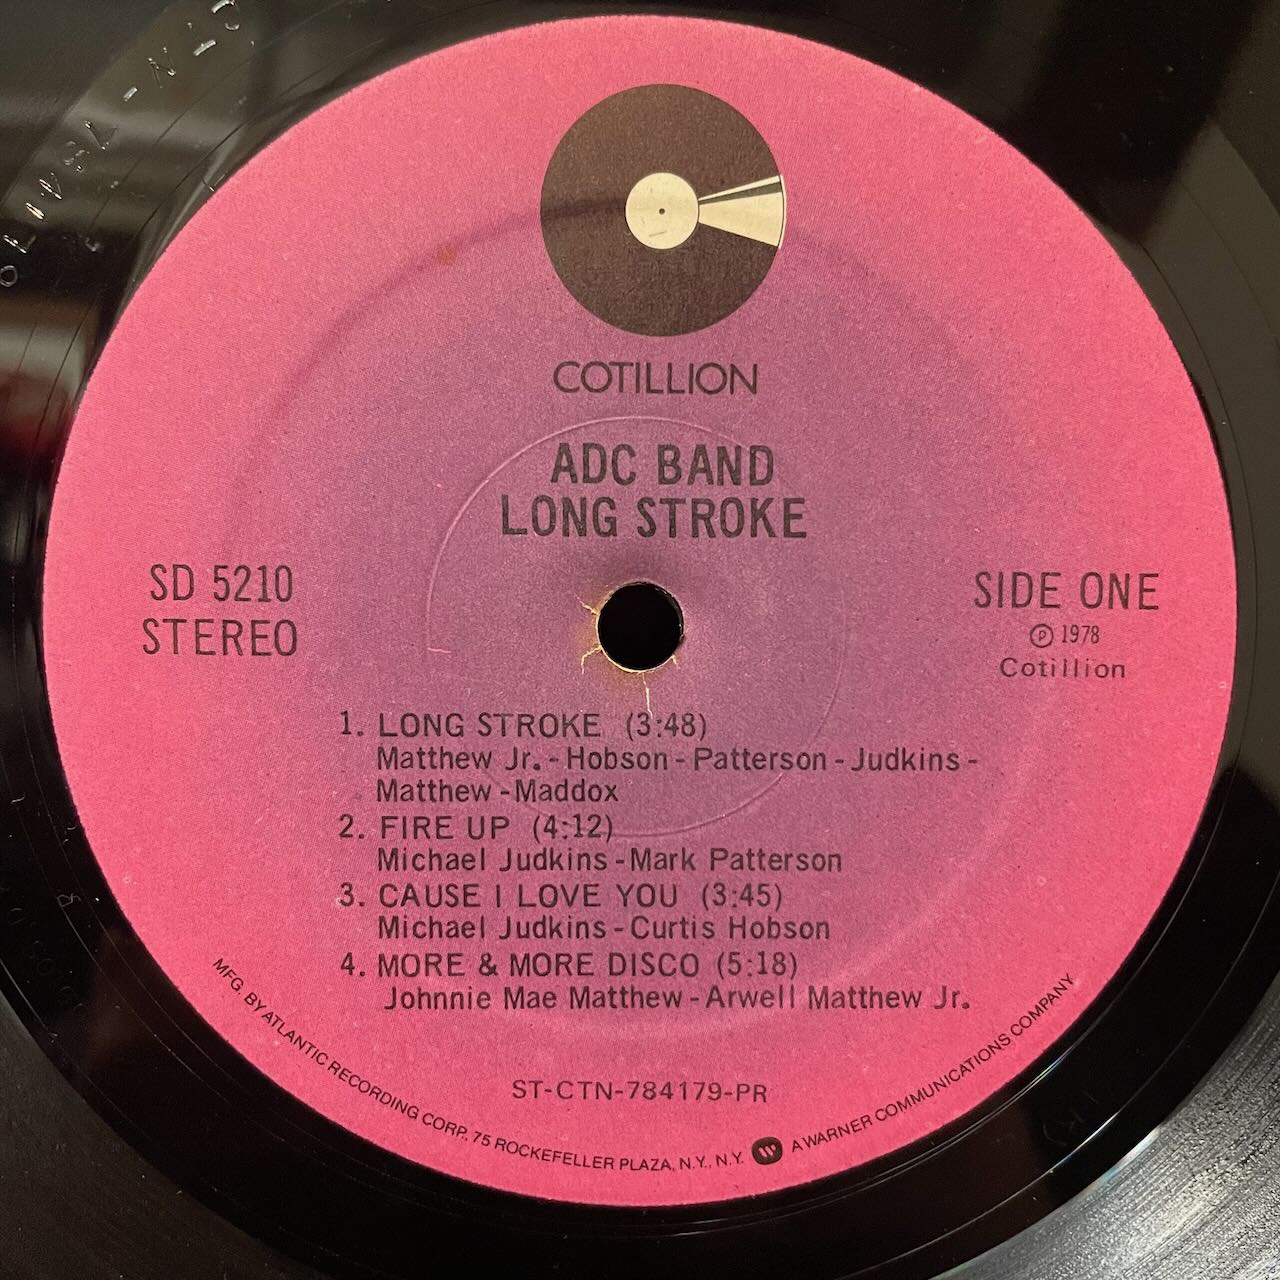 COTILLION
ADC BAND
LONG STROKE
SD 5210
STEREO
SIDE ONE
Ⓟ 1978
Cotillion
1. LONG STROKE (3:48)
Matthew Jr. - Hobson - Patterson - Judkins -
Matthew - Maddox
2. FIRE UP (4:12)
Michael Judkins - Mark Patterson
3. CAUSE I LOVE YOU (3:45)
Michael Judkins - Curtis Hobson
4. MORE & MORE DISCO (5:18)
Johnnie Mae Matthew - Arwell Matthew Jr.
ST-CTN-784179-PR
MFG. BY ATLANTIC RECORDING CORP., 75 ROCKEFELLER PLAZA, N.Y., N.Y. W A WARNER COMMUNICATIONS COMPANY